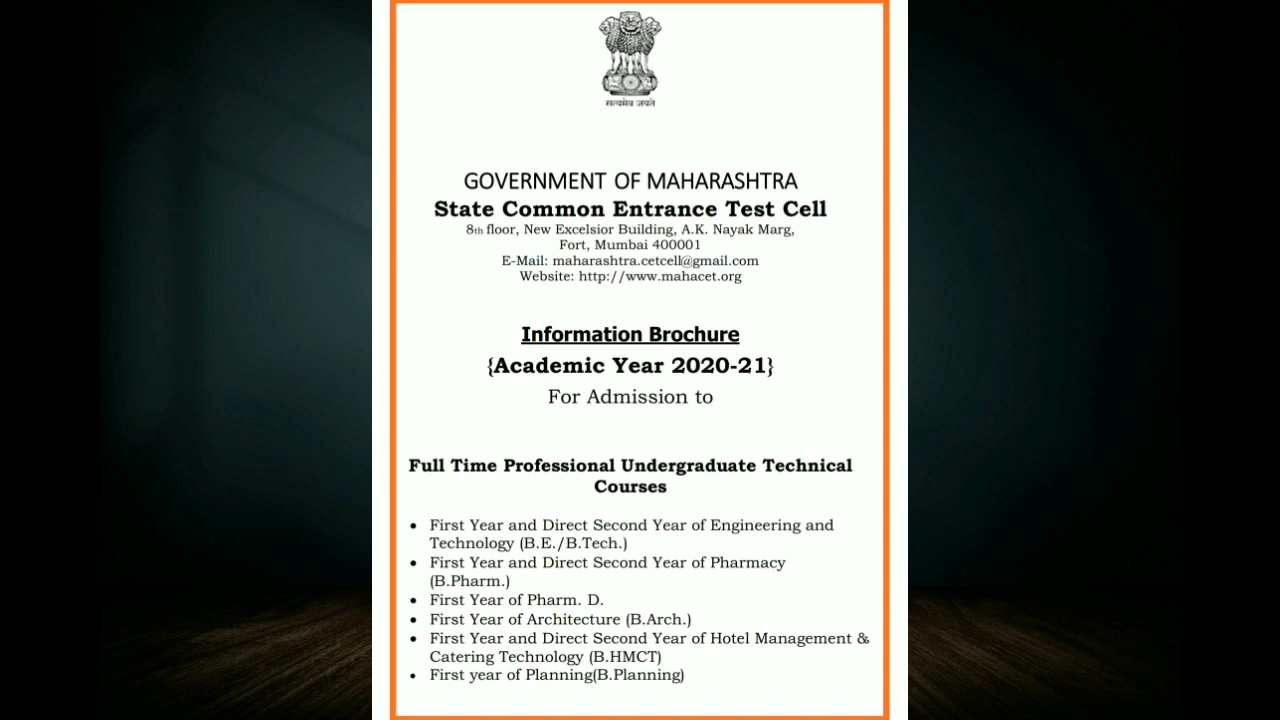 सत्यमेव जयते
GOVERNMENT OF MAHARASHTRA
State Common Entrance Test Cell
8th floor, New Excelsior Building, A.K. Nayak Marg,
Fort, Mumbai 400001
E-Mail: maharashtra.cetcell@gmail.com
Website: http://www.mahacet.org
Information Brochure
{Academic Year 2020-21}
For Admission to
Full Time Professional Undergraduate Technical
Courses
• First Year and Direct Second Year of Engineering and
Technology (B.E./B.Tech.)
• First Year and Direct Second Year of Pharmacy
(B.Pharm.)
• First Year of Pharm. D.
• First Year of Architecture (B.Arch.)
• First Year and Direct Second Year of Hotel Management &
Catering Technology (B.HMCT)
• First year of Planning(B.Planning)